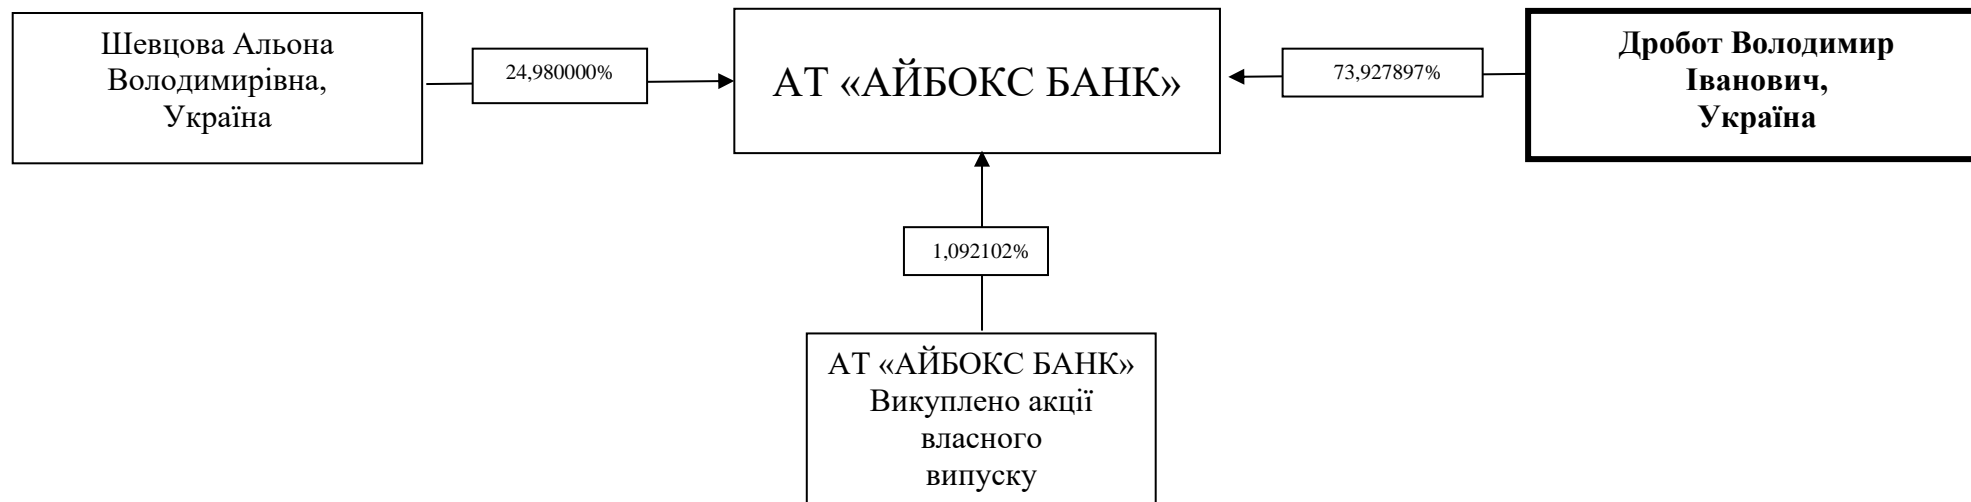 Шевцова Альона
Володимирівна,
Україна
24,980000%
АТ «АЙБОКС БАНК»
73,927897%
Дробот Володимир
Іванович,
Україна
1,092102%
АТ «АЙБОКС БАНК»
Викуплено акції
власного
випуску